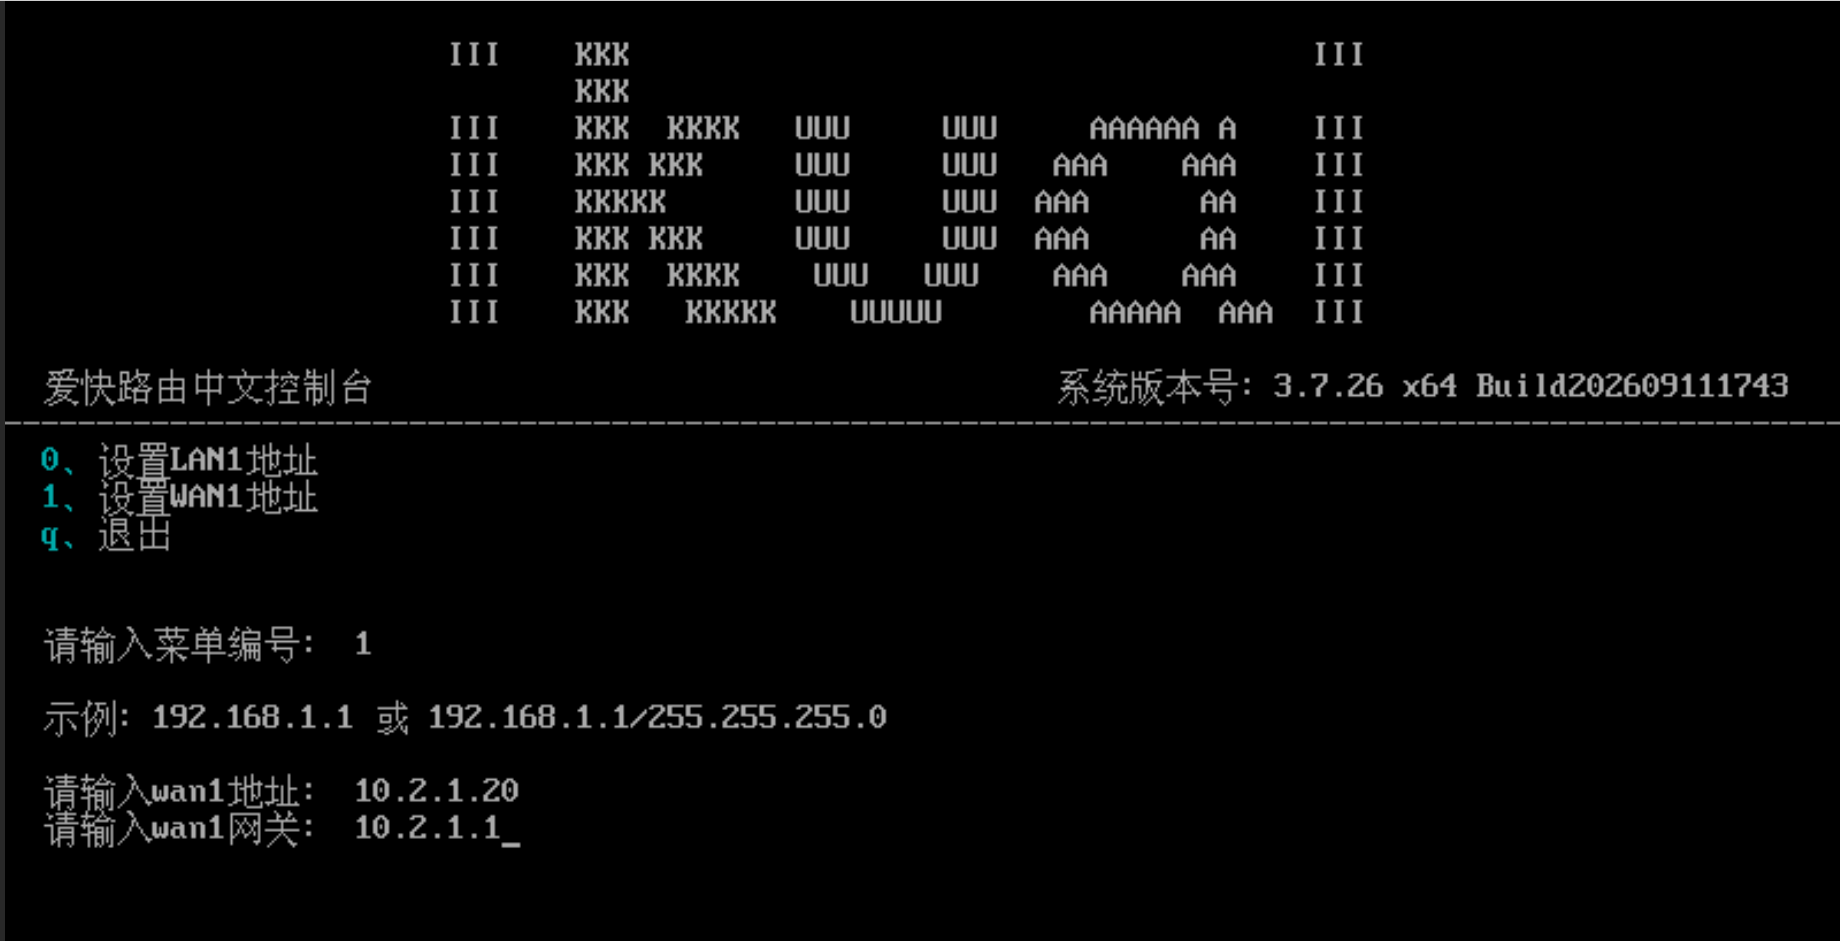 III    KKK                                     III
       KKK
III    KKK  KKKK   UUU     UUU     AAAAAA A    III
III    KKK KKK     UUU     UUU   AAA    AAA    III
III    KKKKK       UUU     UUU  AAA      AA    III
III    KKK KKK     UUU     UUU  AAA      AA    III
III    KKK  KKKK    UUU   UUU    AAA    AAA    III
III    KKK   KKKKK    UUUUU        AAAAA  AAA  III
爱快路由中文控制台 系统版本号: 3.7.26 x64 Build202609111743
0、设置LAN1地址
1、设置WAN1地址
q、退出
请输入菜单编号: 1
示例: 192.168.1.1 或 192.168.1.1/255.255.255.0
请输入wan1地址: 10.2.1.20
请输入wan1网关: 10.2.1.1_